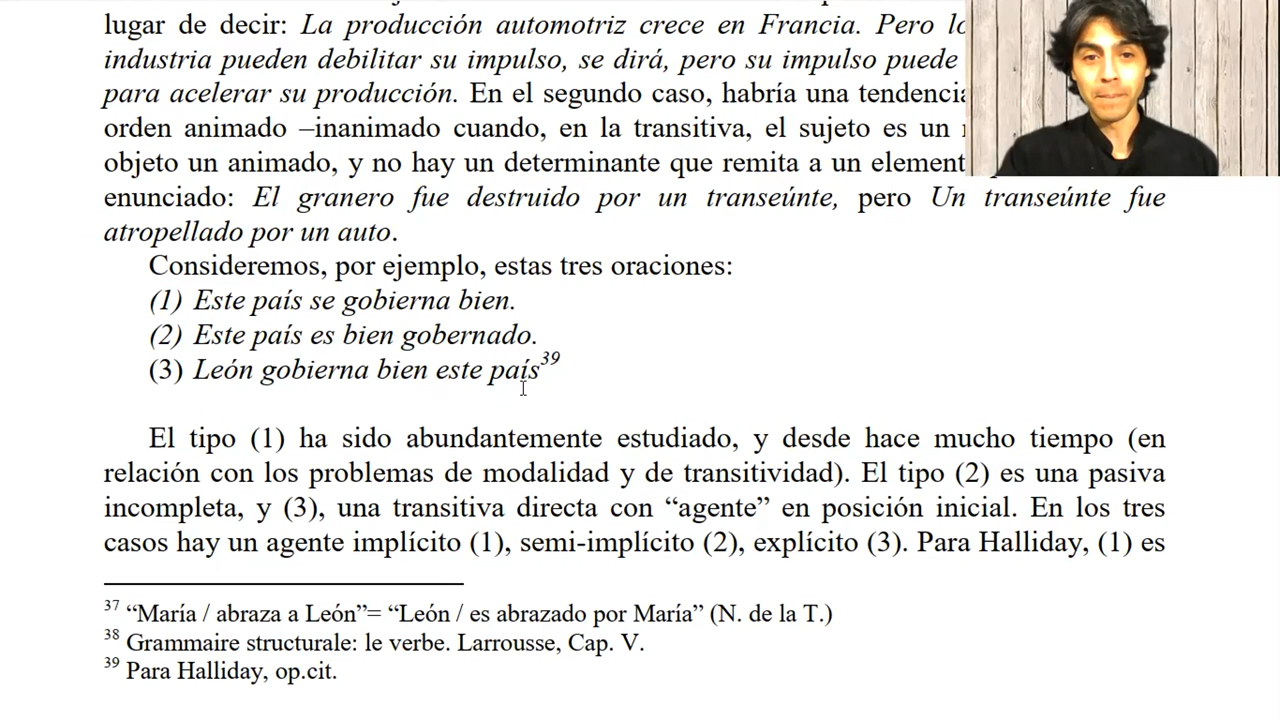 lugar de decir: La producción automotriz crece en Francia. Pero
industria pueden debilitar su impulso, se dirá, pero su impulso puede
para acelerar su producción. En el segundo caso, habría una
orden animado –inanimado cuando, en la transitiva, el sujeto es un
objeto un animado, y no hay un determinante que remita a un
enunciado: El granero fue destruido por un transeúnte, pero Un transeúnte fue
atropellado por un auto.
Consideremos, por ejemplo, estas tres oraciones:
(1) Este país se gobierna bien.
(2) Este país es bien gobernado.
(3) León gobierna bien este país39
El tipo (1) ha sido abundantemente estudiado, y desde hace mucho tiempo (en
relación con los problemas de modalidad y de transitividad). El tipo (2) es una pasiva
incompleta, y (3), una transitiva directa con “agente” en posición inicial. En los tres
casos hay un agente implícito (1), semi-implícito (2), explícito (3). Para Halliday, (1) es
37 “María / abraza a León”= “León / es abrazado por María” (N. de la T.)
38 Grammaire structurale: le verbe. Larrousse, Cap. V.
39 Para Halliday, op.cit.